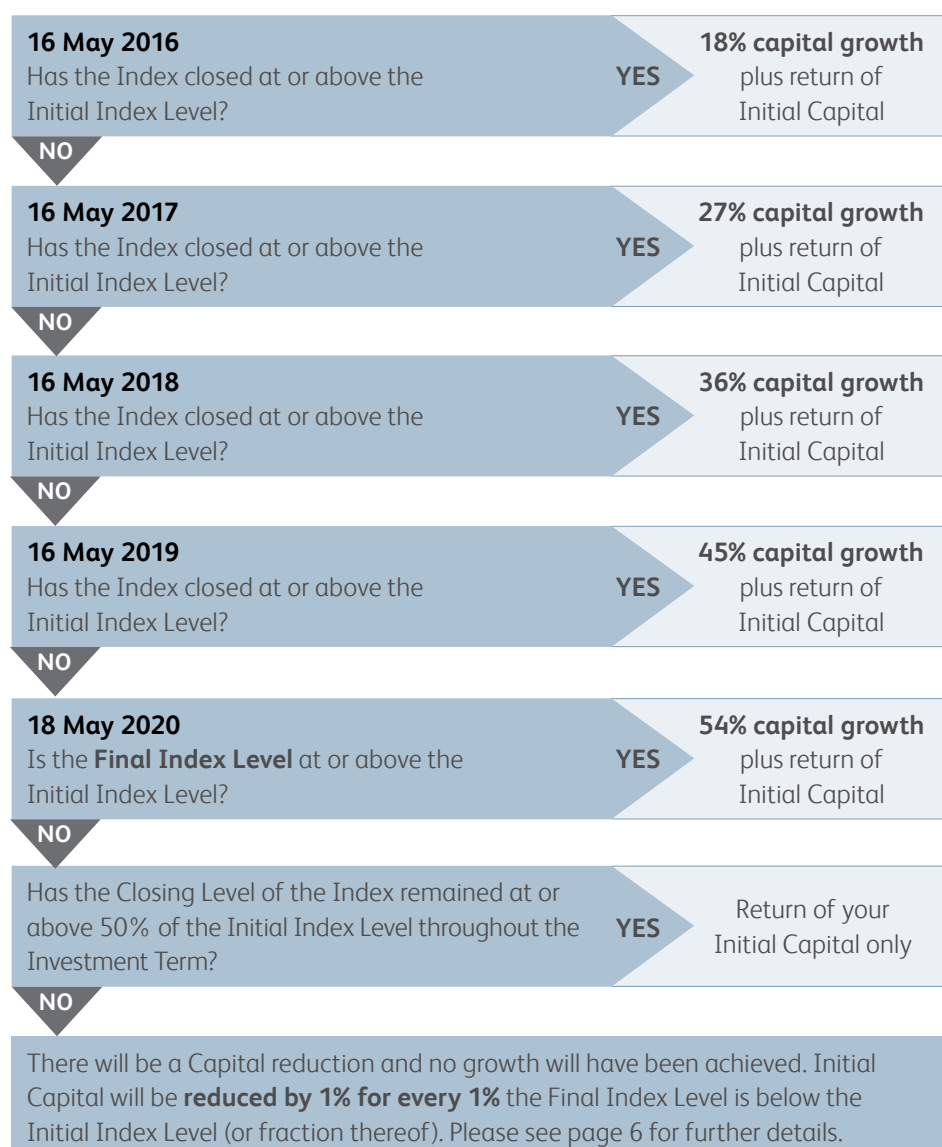 16 May 2016
Has the Index closed at or above the
Initial Index Level?
YES
18% capital growth
plus return of
Initial Capital
NO
16 May 2017
Has the Index closed at or above the
Initial Index Level?
YES
27% capital growth
plus return of
Initial Capital
NO
16 May 2018
Has the Index closed at or above the
Initial Index Level?
YES
36% capital growth
plus return of
Initial Capital
NO
16 May 2019
Has the Index closed at or above the
Initial Index Level?
YES
45% capital growth
plus return of
Initial Capital
NO
18 May 2020
Is the Final Index Level at or above the
Initial Index Level?
YES
54% capital growth
plus return of
Initial Capital
NO
Has the Closing Level of the Index remained at or
above 50% of the Initial Index Level throughout the
Investment Term?
YES
Return of your
Initial Capital only
NO
There will be a Capital reduction and no growth will have been achieved. Initial
Capital will be reduced by 1% for every 1% the Final Index Level is below the
Initial Index Level (or fraction thereof). Please see page 6 for further details.